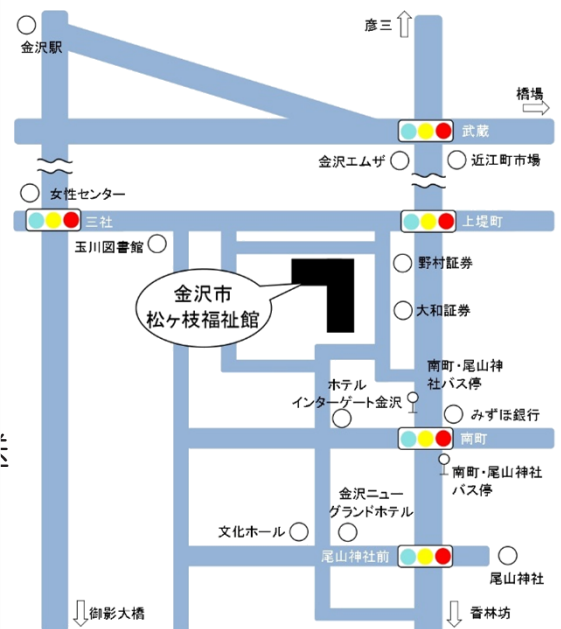 彦三
金沢駅
橋場
武蔵
金沢エムザ
近江町市場
女性センター
三社
上堤町
玉川図書館
野村証券
金沢市
松ヶ枝福祉館
大和証券
南町・尾山神
社バス停
ホテル
インターゲート金沢
みずほ銀行
南町
南町・尾山神社
バス停
金沢ニュー
グランドホテル
文化ホール
尾山神社前
尾山神社
御影大橋
香林坊